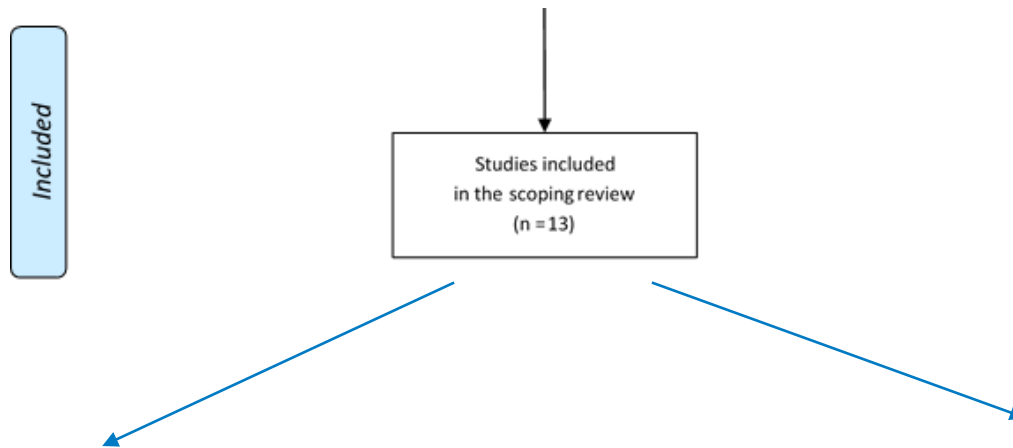 Included
Studies included
in the scoping review
(n = 13)